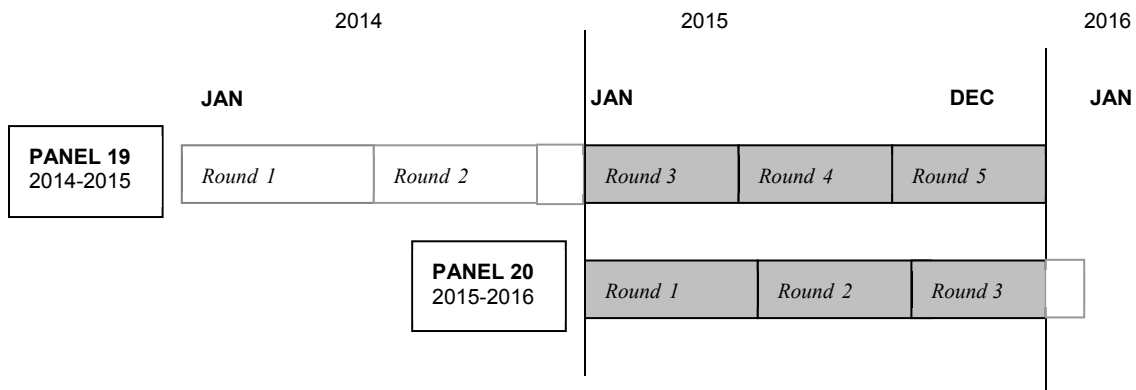 2014 2015 2016
JAN JAN DEC JAN
PANEL 19
2014-2015
Round 1 Round 2 Round 3 Round 4 Round 5
PANEL 20
2015-2016
Round 1 Round 2 Round 3